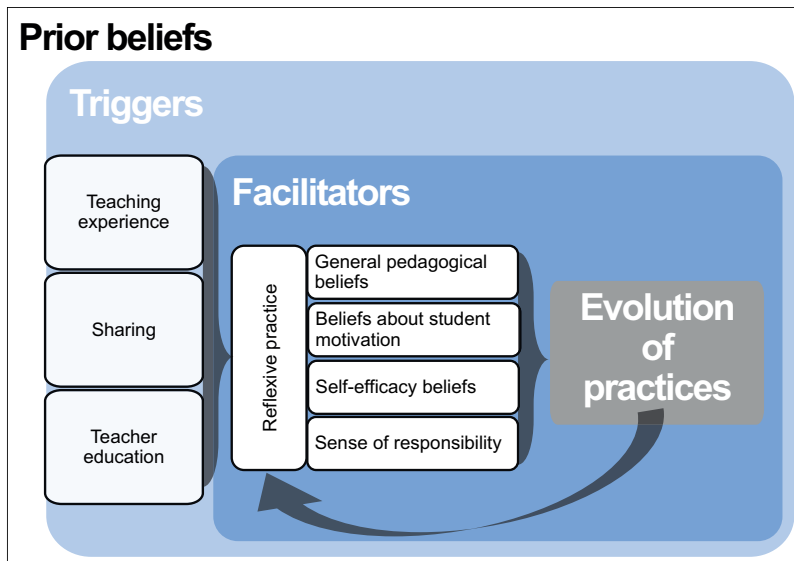 Prior beliefs
Triggers
Teaching
experience
Sharing
Teacher
education
Facilitators
Reflexive practice
General pedagogical
beliefs
Beliefs about student
motivation
Self-efficacy beliefs
Sense of responsibility
Evolution
of
practices